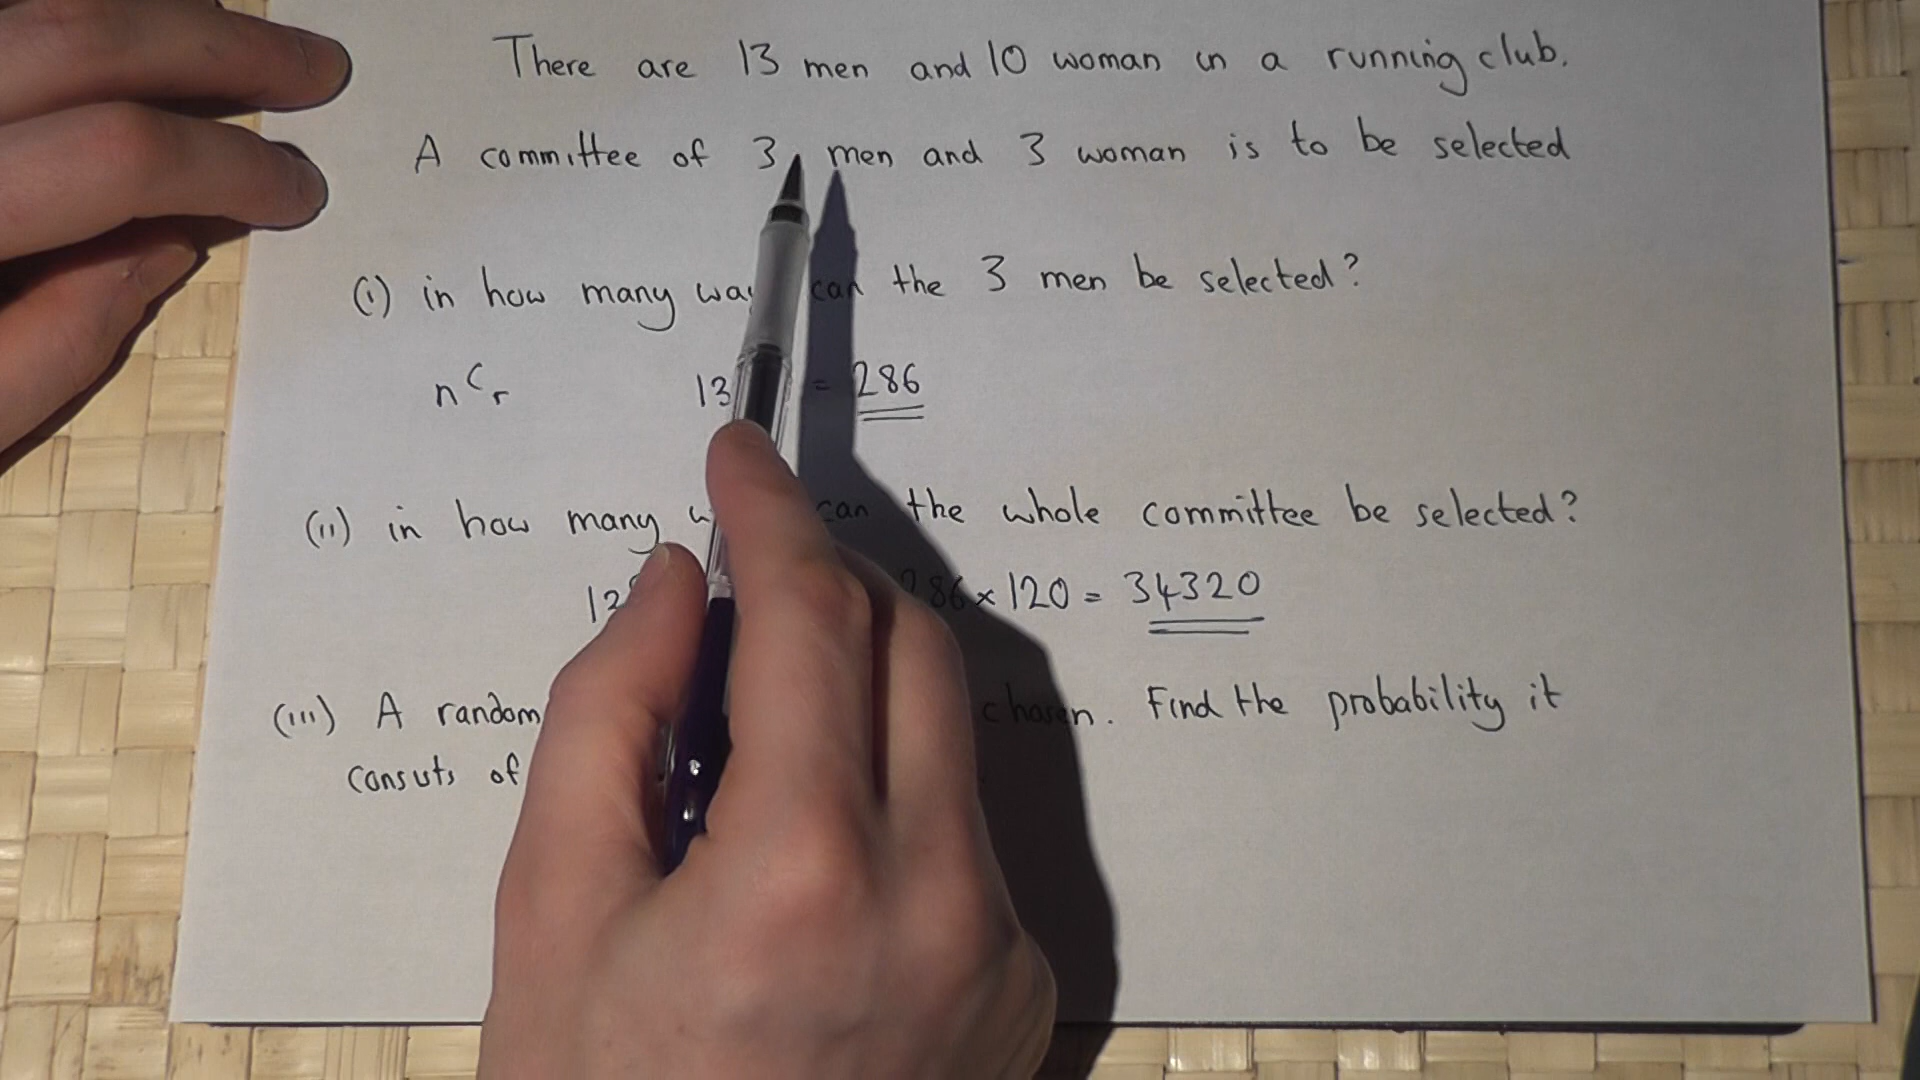 There are 13 men and 10 woman in a running club.
A committee of 3 men and 3 woman is to be selected
(i) in how many can the 3 men be selected?
nCr 13 = 286
(ii) in how many can the whole committee be selected?
286 x 120 = 34320
(iii) A random chosen. Find the probability it
consists of